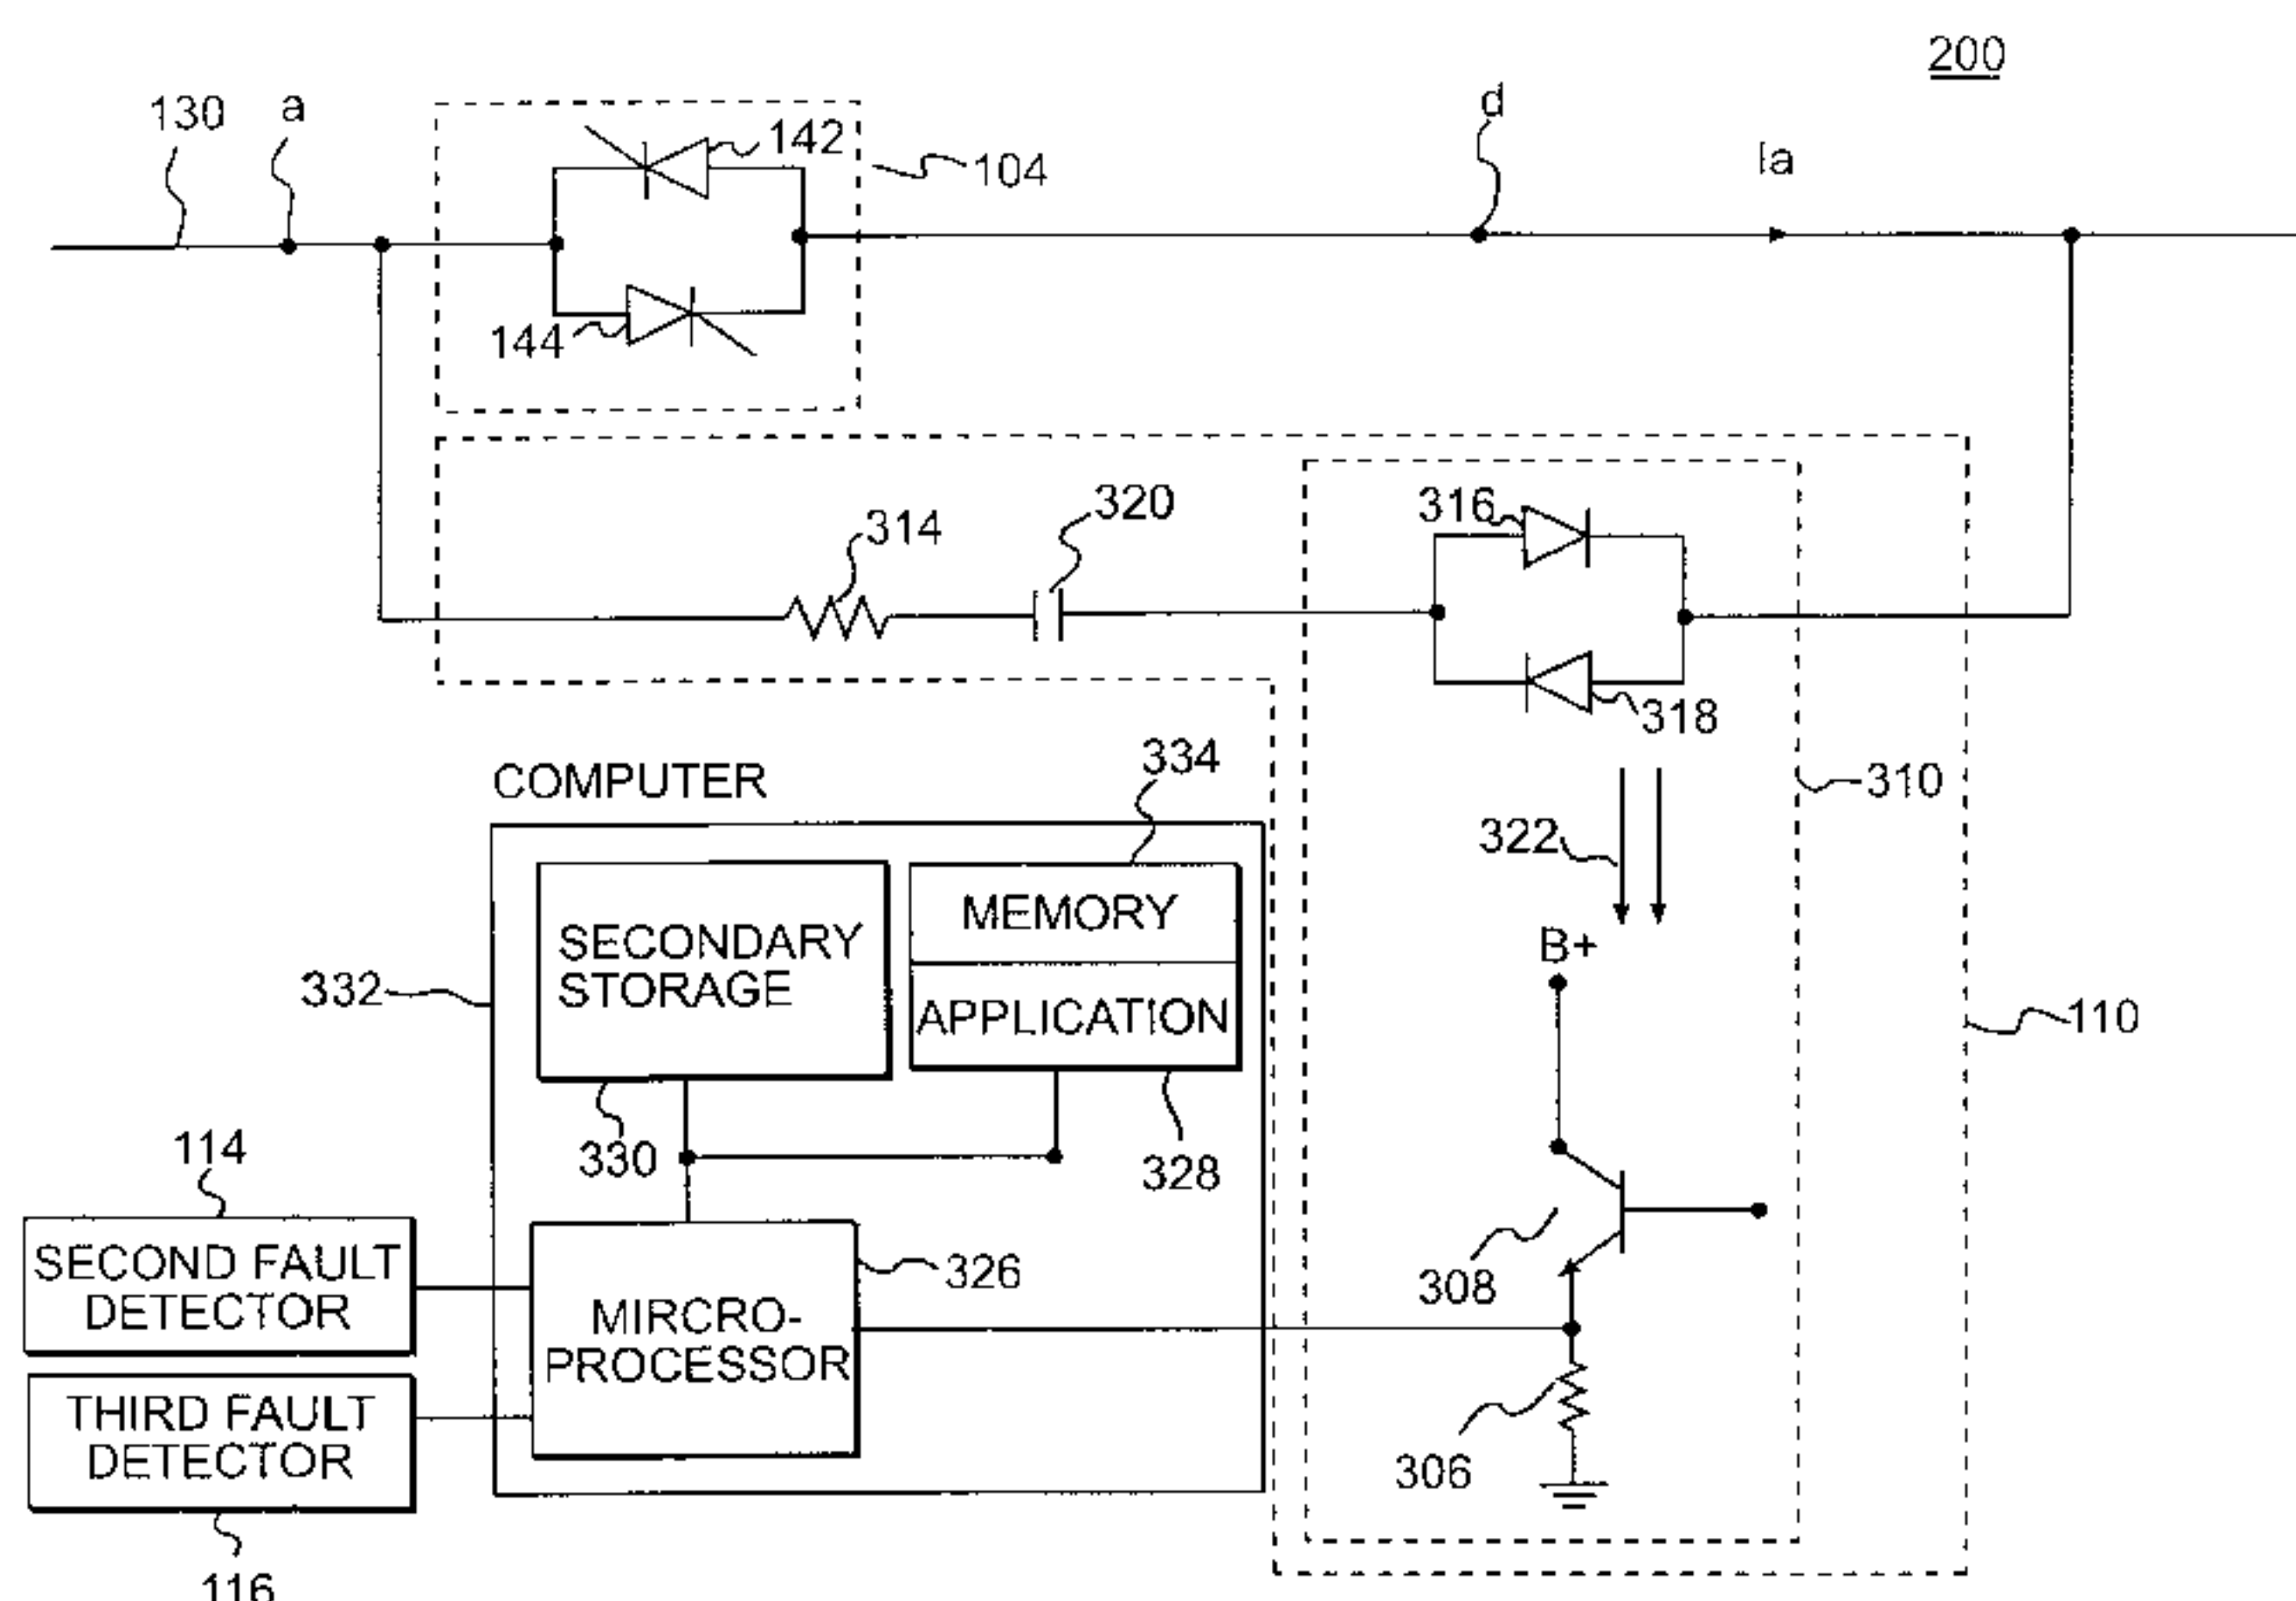 200
130
a
142
104
d
Ia
144
314
320
316
318
310
COMPUTER
334
322
SECONDARY
STORAGE
MEMORY
APPLICATION
B+
332
110
330
328
114
SECOND FAULT
DETECTOR
326
MIRCRO-
PROCESSOR
308
THIRD FAULT
DETECTOR
306
116